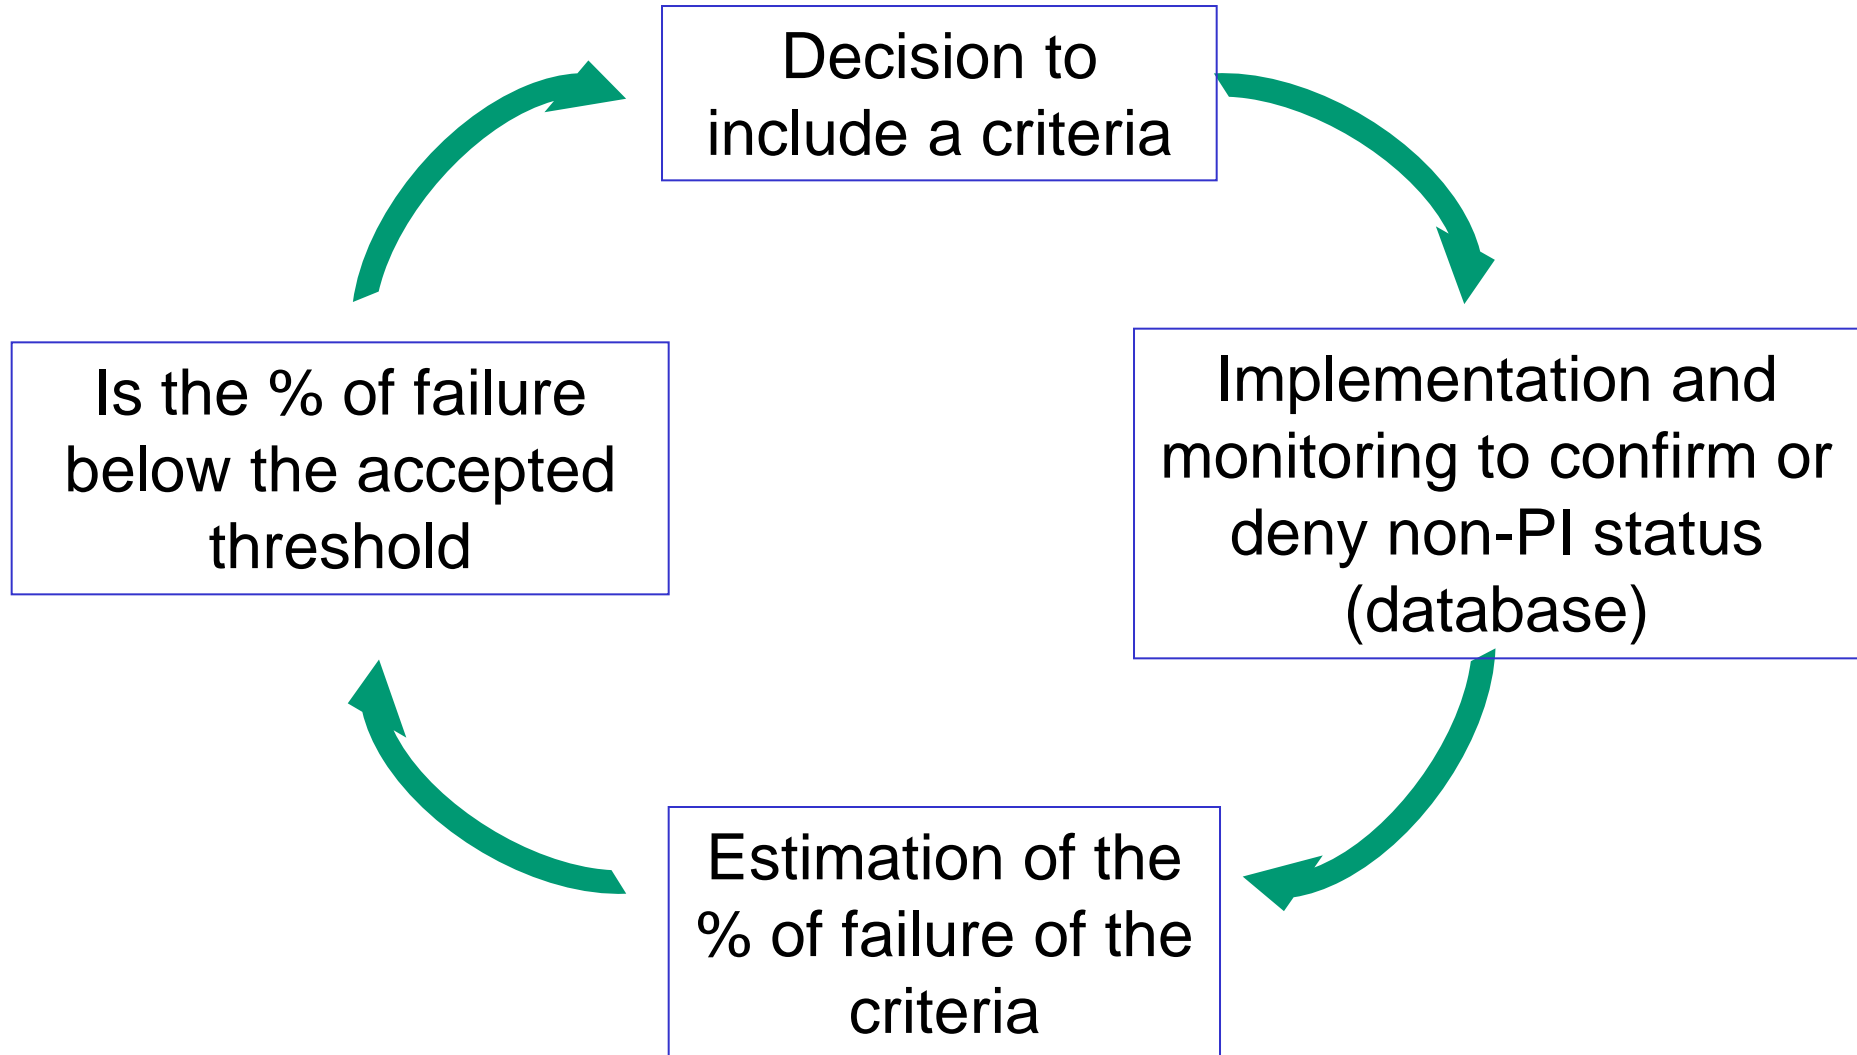 Decision to
include a criteria
Is the % of failure
below the accepted
threshold
Implementation and
monitoring to confirm or
deny non-PI status
(database)
Estimation of the
% of failure of the
criteria